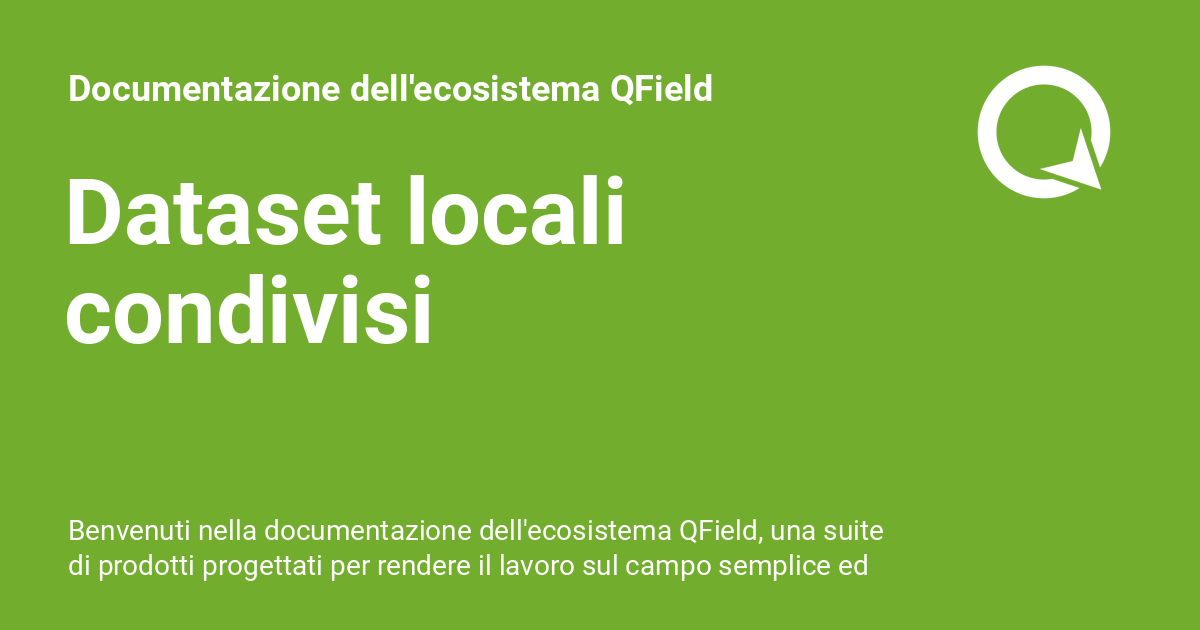 Documentazione dell'ecosistema QField
Dataset locali
condivisi
Benvenuti nella documentazione dell'ecosistema QField, una suite
di prodotti progettati per rendere il lavoro sul campo semplice ed